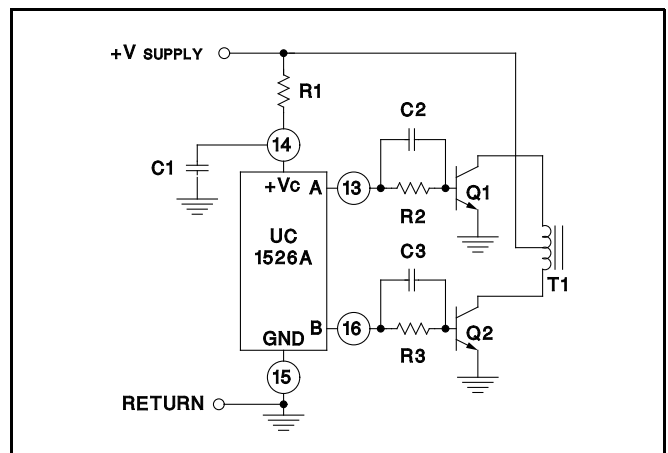 +V SUPPLY
R1
C2
14
C1
+VC A 13
Q1
R2
UC
1526A
C3
T1
B 16
GND
Q2
R3
15
RETURN